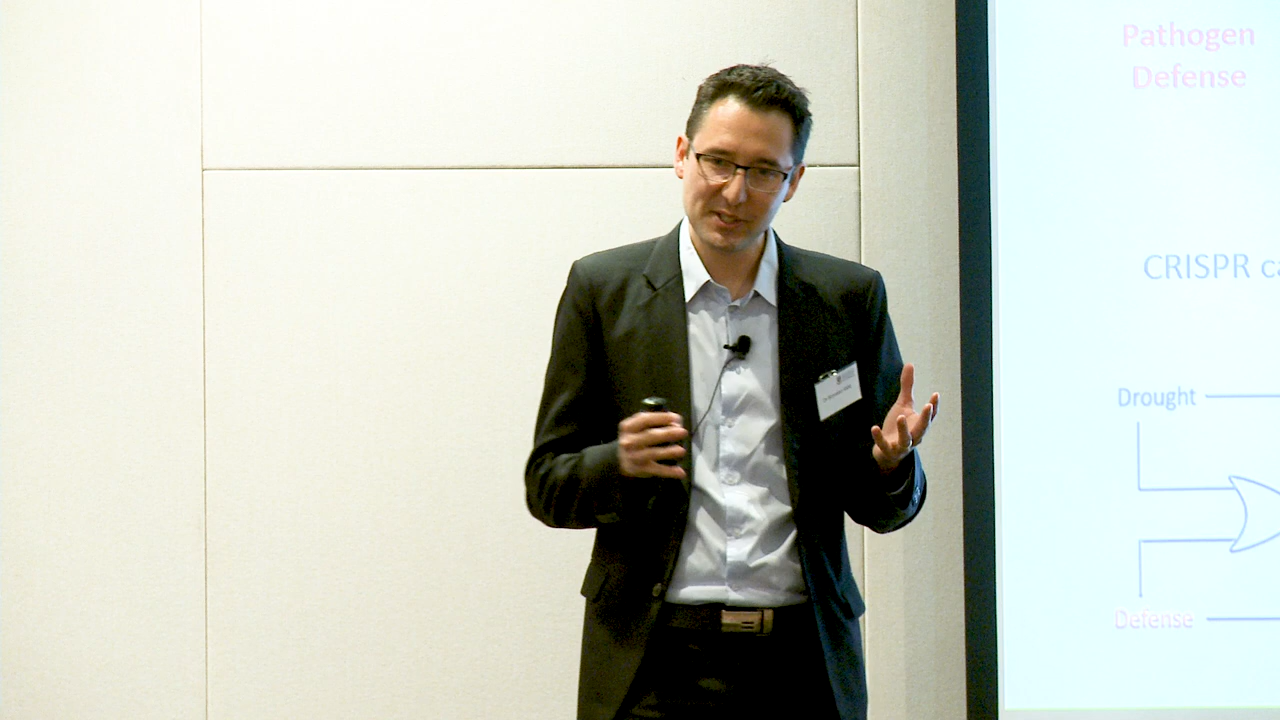 Pathogen
Defense
CRISPR ca
Drought
Defense